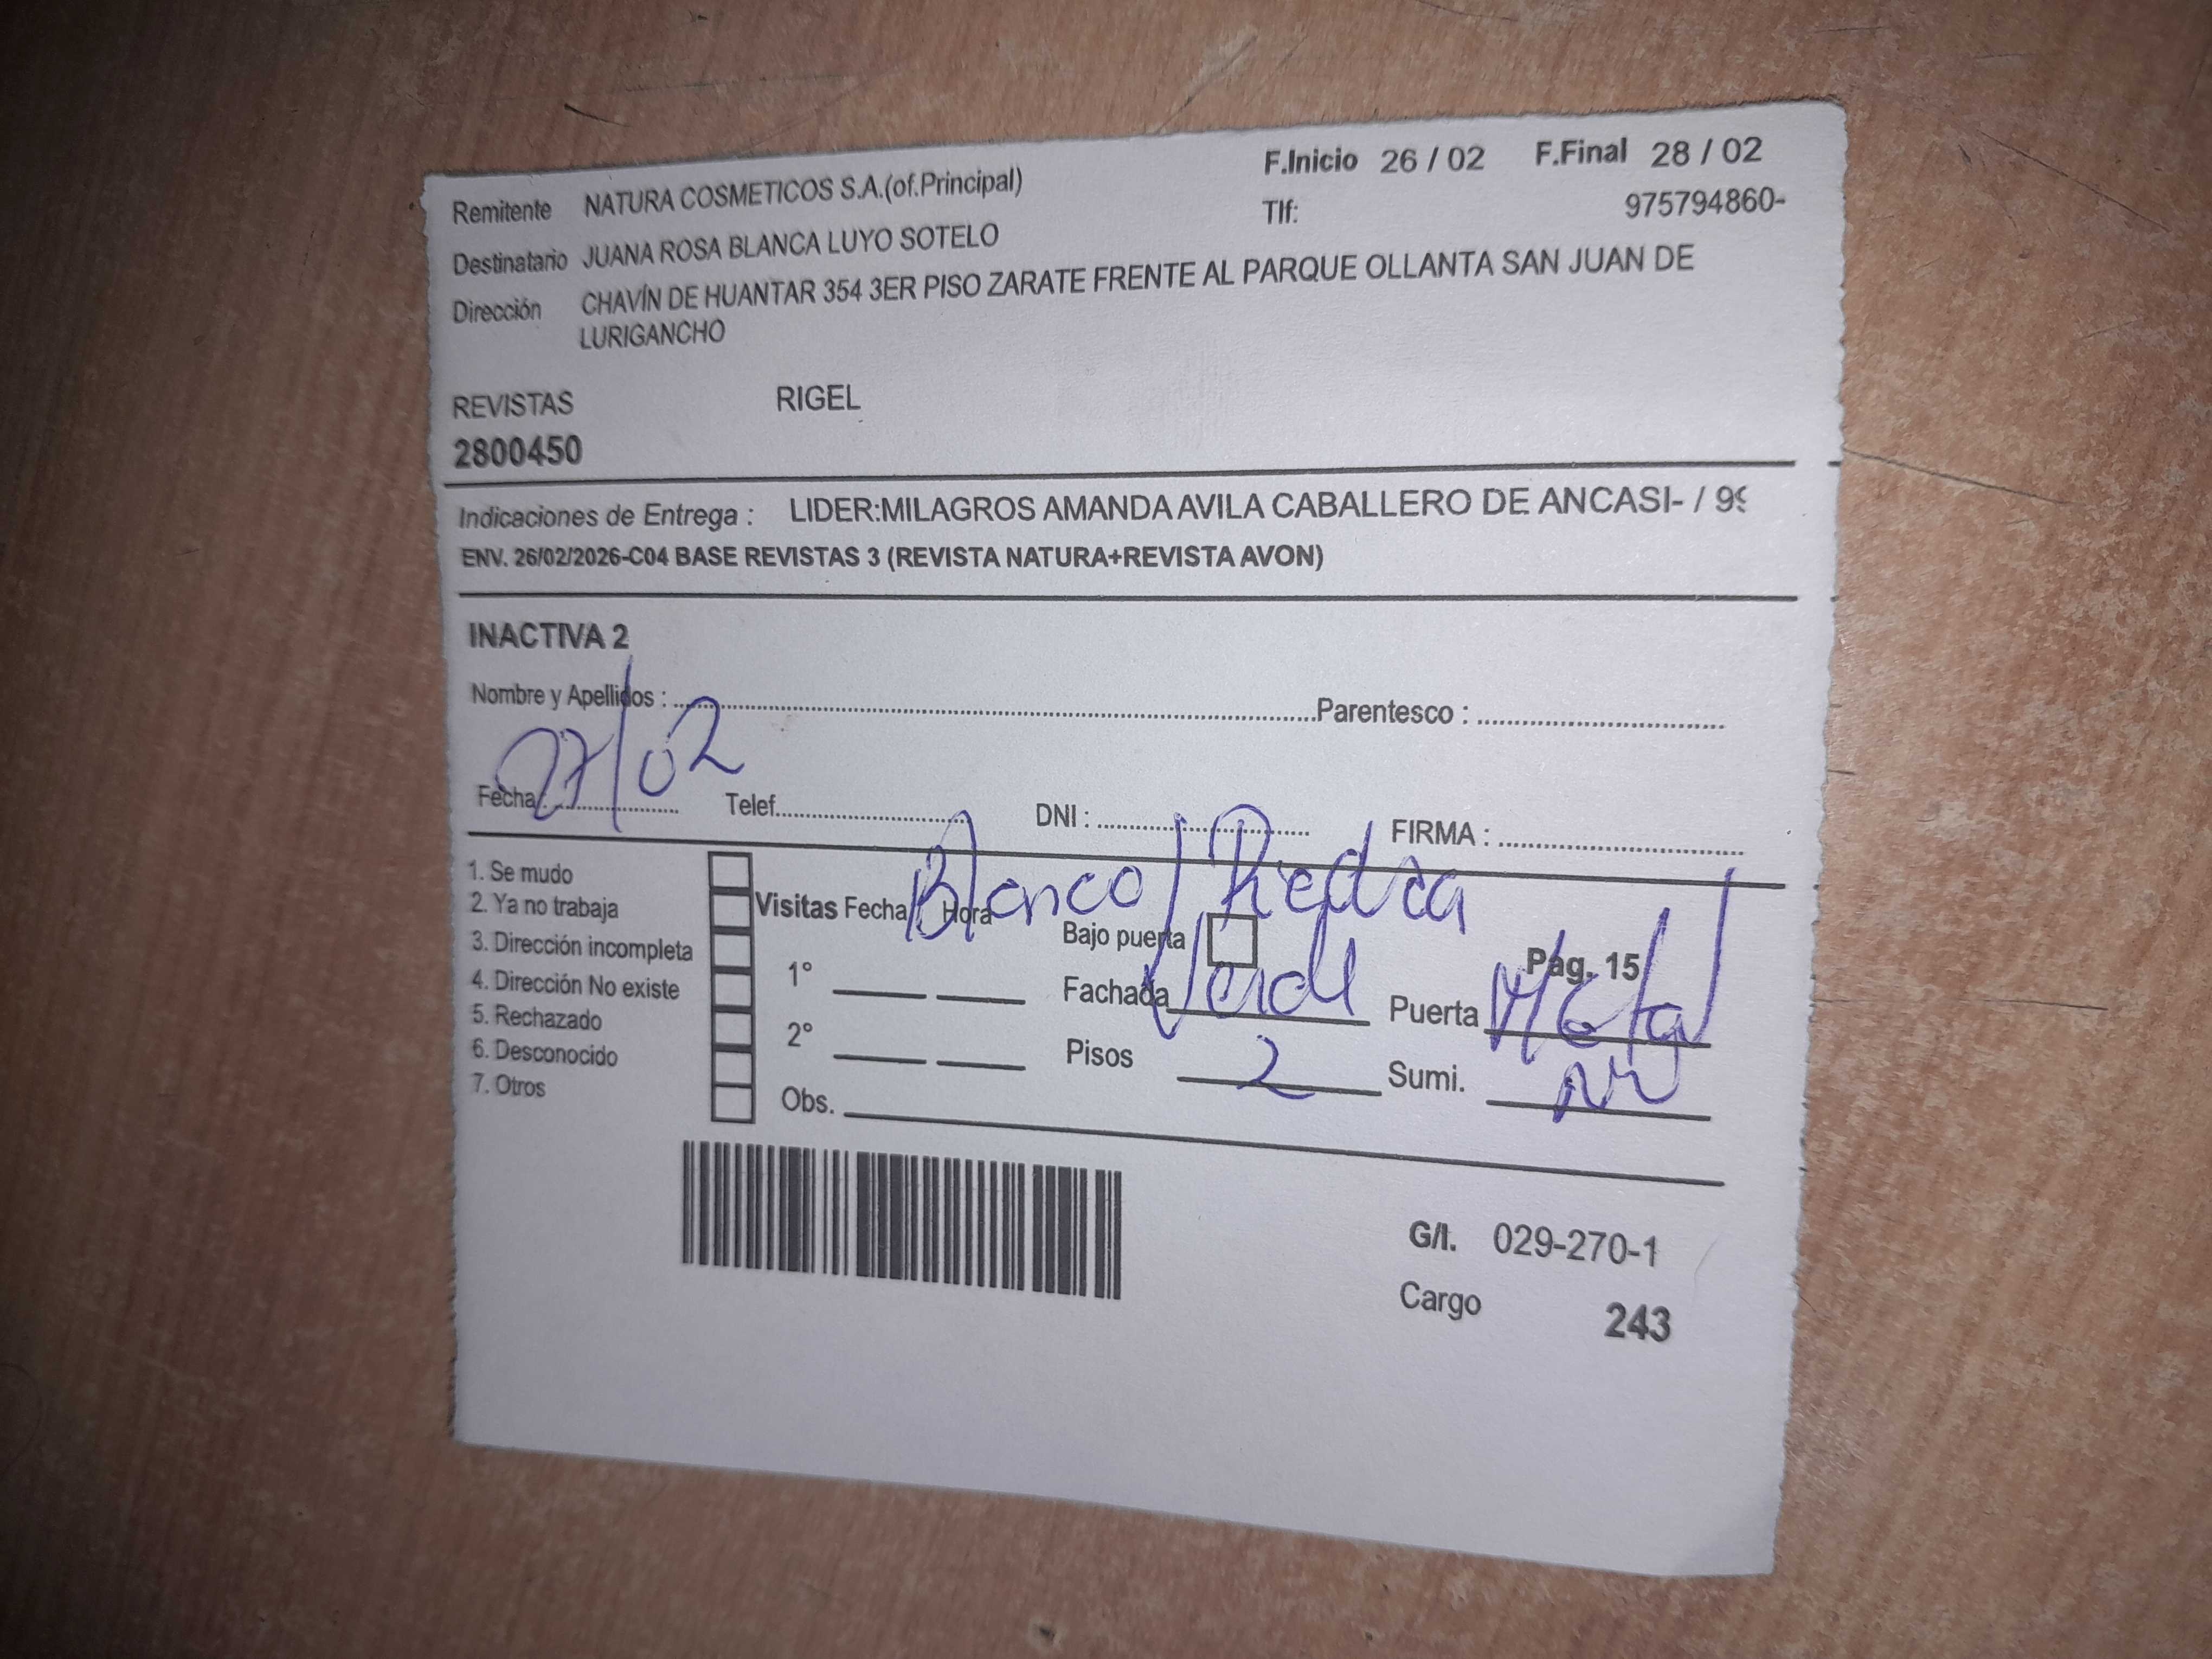 Remitente NATURA COSMETICOS S.A.(of.Principal) F.Inicio 26 / 02 F.Final 28 / 02
Destinatario JUANA ROSA BLANCA LUYO SOTELO Tlf: 975794860-
Dirección CHAVÍN DE HUANTAR 354 3ER PISO ZARATE FRENTE AL PARQUE OLLANTA SAN JUAN DE
LURIGANCHO
REVISTAS RIGEL
2800450
Indicaciones de Entrega : LIDER:MILAGROS AMANDA AVILA CABALLERO DE ANCASI- / 99
ENV. 26/02/2026-C04 BASE REVISTAS 3 (REVISTA NATURA+REVISTA AVON)
INACTIVA 2
Nombre y Apellidos : Parentesco :
Fecha : 27/02 Telef. DNI : FIRMA :
Blanco/Piedra
1. Se mudo
2. Ya no trabaja
3. Dirección incompleta
4. Dirección No existe
5. Rechazado
6. Desconocido
7. Otros
Visitas Fecha / Hora
1°
2°
Obs.
Bajo puerta Pág. 15
Fachada Verde Puerta Metal
Pisos 2 Sumi.
G/I. 029-270-1
Cargo 243